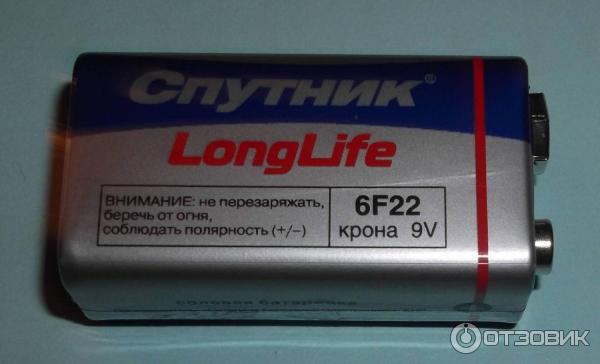 Спутник®
LongLife
ВНИМАНИЕ: не перезаряжать,
беречь от огня,
соблюдать полярность (+/-)
6F22
крона 9V
солевая батарейка
ОТЗОВИК